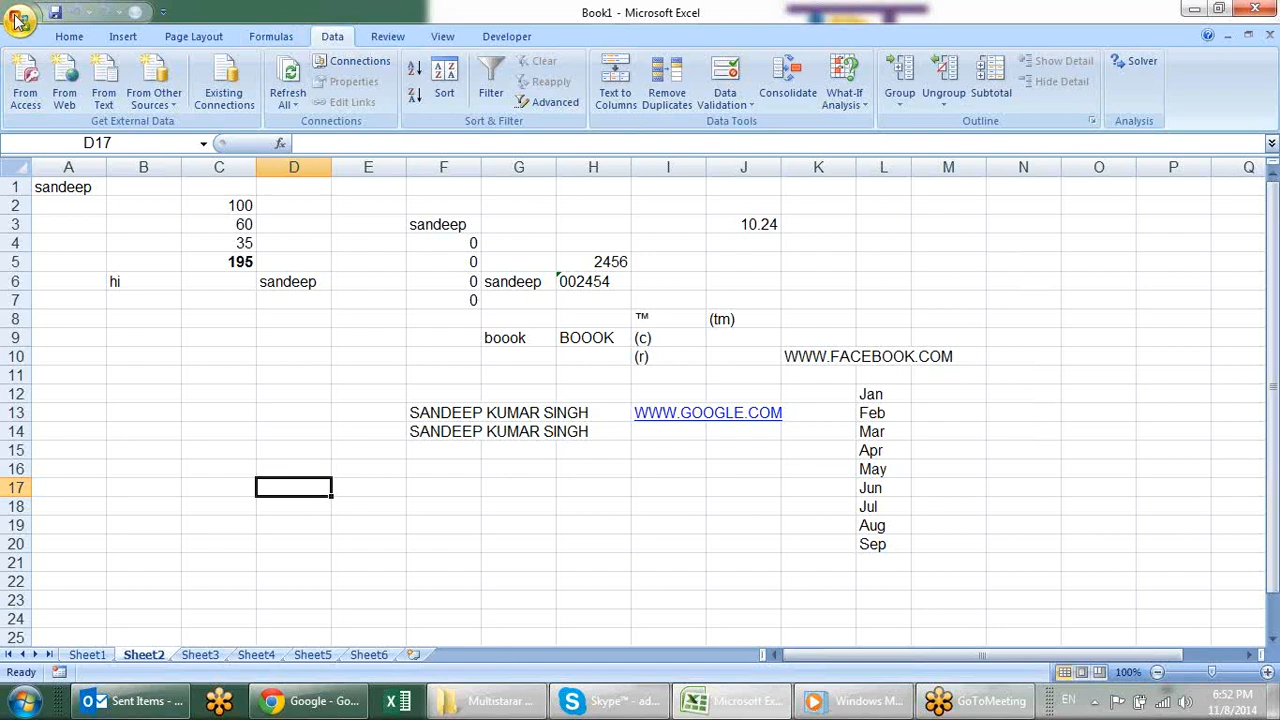 Book1 - Microsoft Excel
Home Insert Page Layout Formulas Data Review View Developer
From Access From Web From Text From Other Sources Existing Connections Refresh All Connections Properties Edit Links Sort Filter Clear Reapply Advanced Text to Columns Remove Duplicates Data Validation Consolidate What-If Analysis Group Ungroup Subtotal Show Detail Hide Detail Solver
Get External Data Connections Sort & Filter Data Tools Outline Analysis
D17 fx
A B C D E F G H I J K L M N O P Q
1 sandeep
2 100
3 60 sandeep 10.24
4 35 0
5 195 0 2456
6 hi sandeep 0 sandeep 002454
7 0
8 ™ (tm)
9 boook BOOOK (c)
10 (r) WWW.FACEBOOK.COM
11
12 Jan
13 SANDEEP KUMAR SINGH WWW.GOOGLE.COM Feb
14 SANDEEP KUMAR SINGH Mar
15 Apr
16 May
17 Jun
18 Jul
19 Aug
20 Sep
21
22
23
24
25
Sheet1 Sheet2 Sheet3 Sheet4 Sheet5 Sheet6
Ready 100%
Sent Items - ... Google - Go... Multistarar ... Skype™ - ad... Microsoft Ex... Windows M... GoToMeeting EN 6:52 PM
11/8/2014